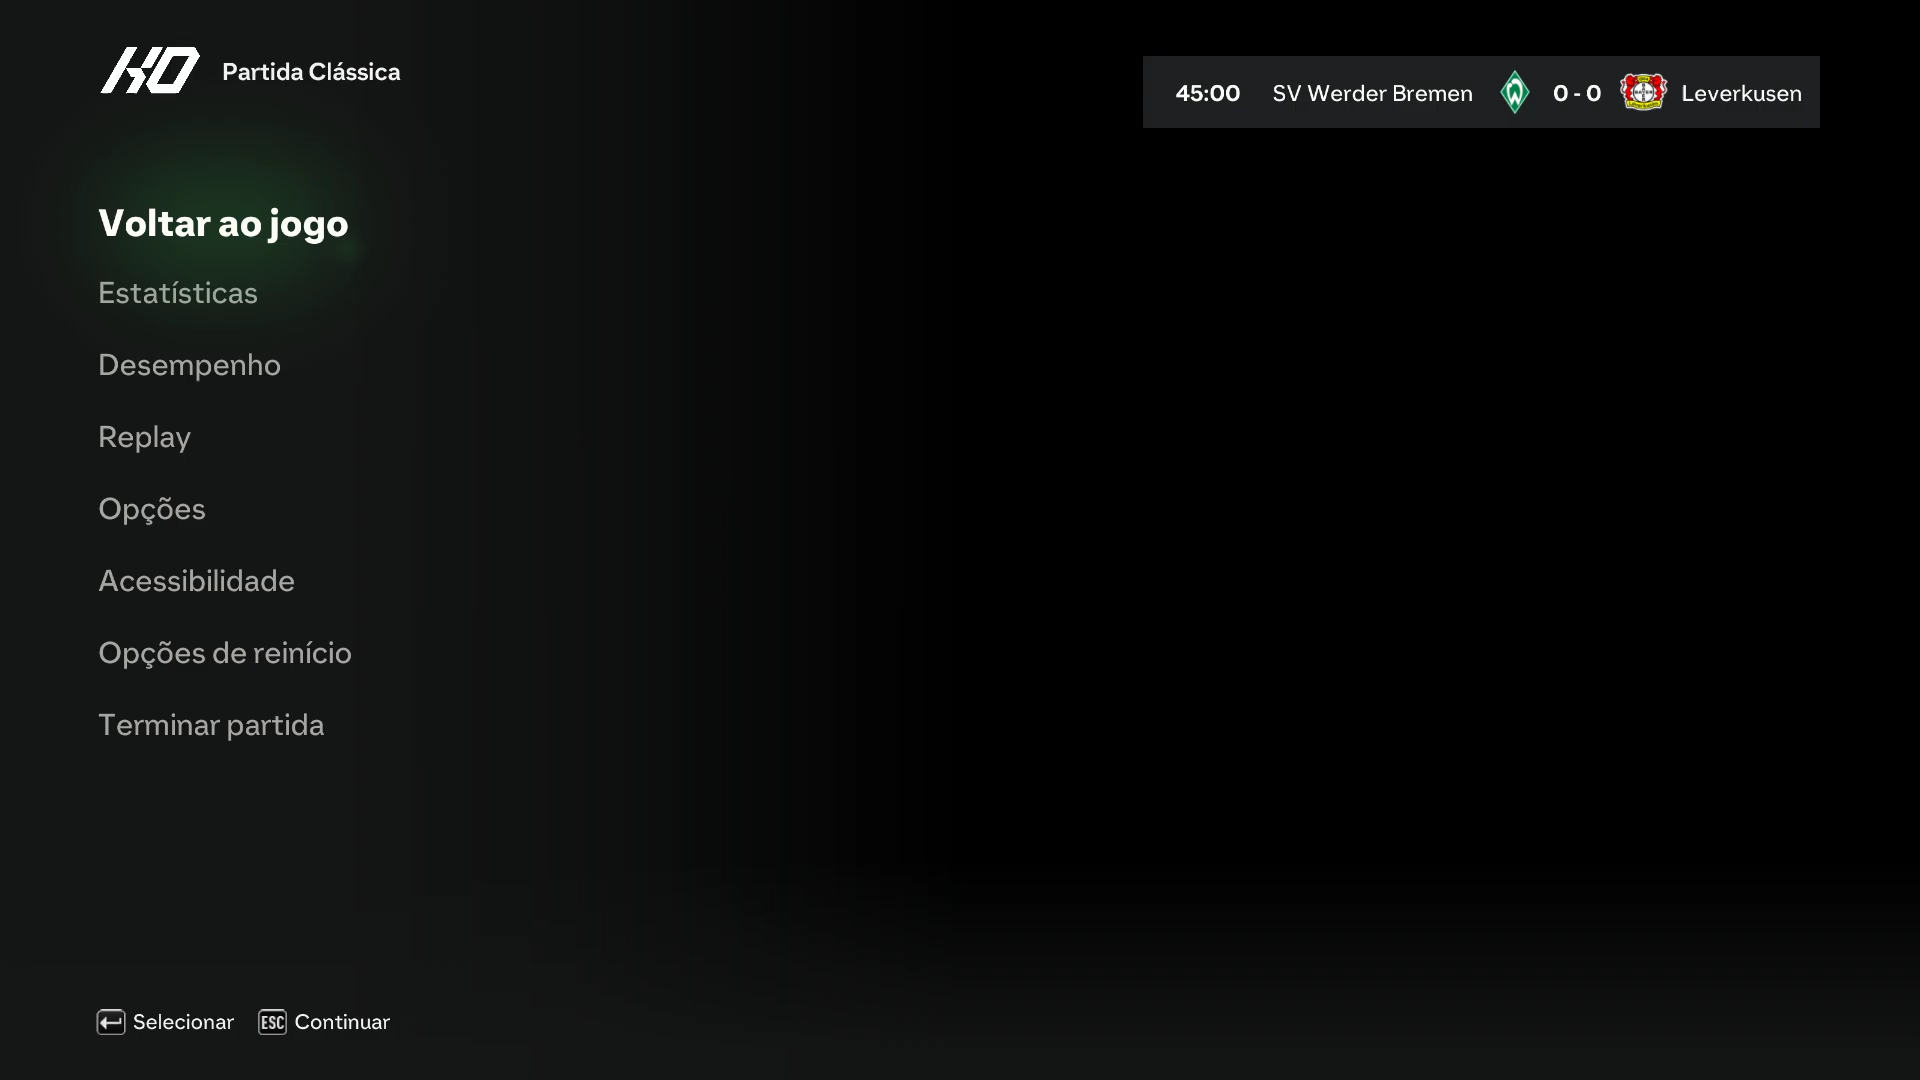 KO Partida Clássica
45:00 SV Werder Bremen 0 - 0 Leverkusen
Voltar ao jogo
Estatísticas
Desempenho
Replay
Opções
Acessibilidade
Opções de reinício
Terminar partida
Selecionar ESC Continuar